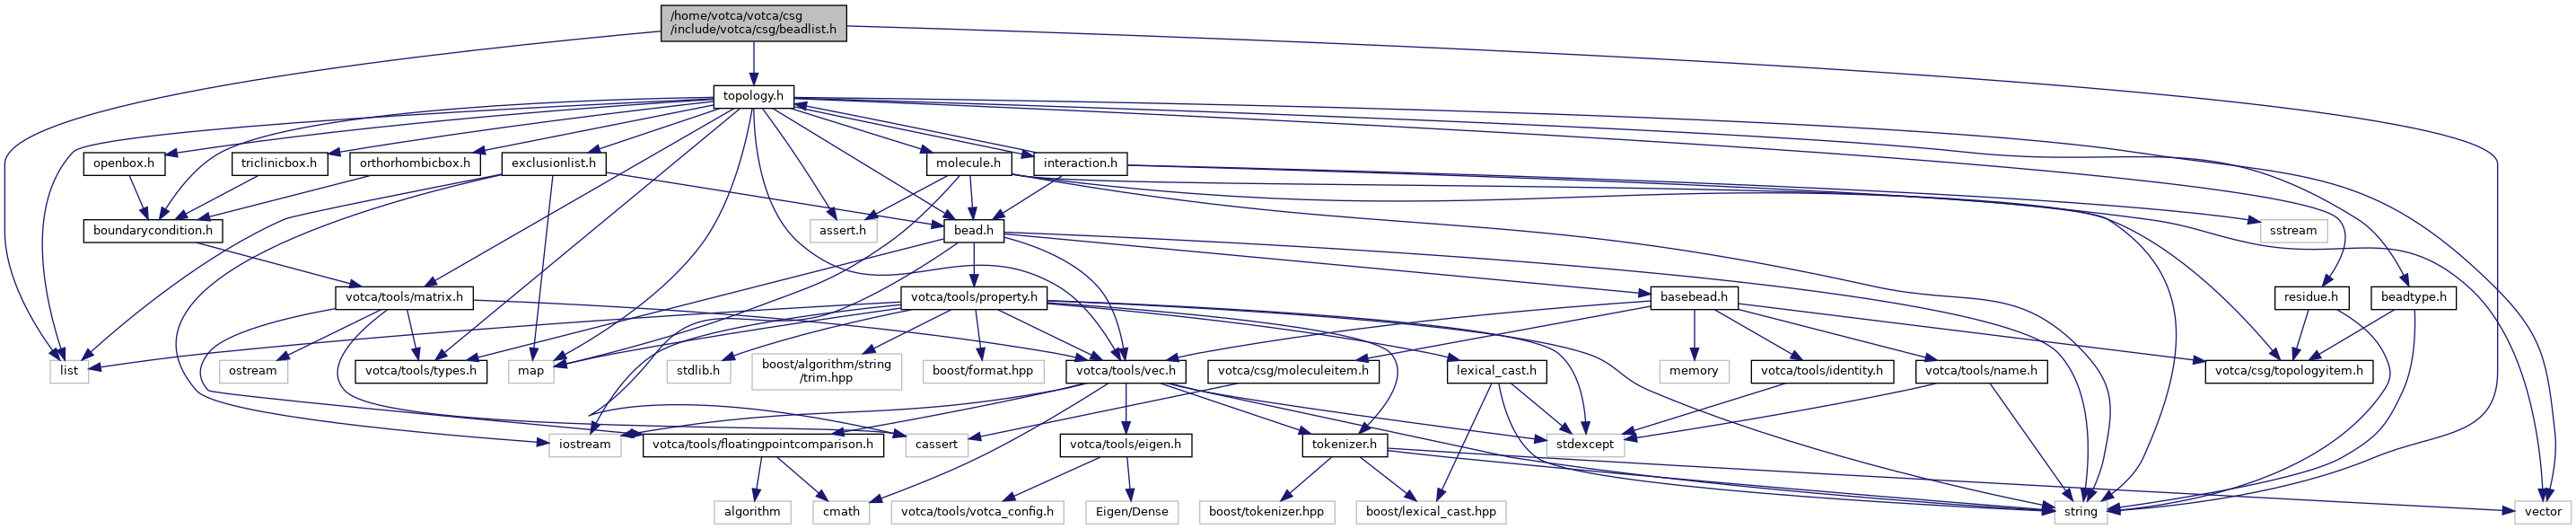 /home/votca/votca/csg
/include/votca/csg/beadlist.h
topology.h
openbox.h
triclinicbox.h
orthorhombicbox.h
exclusionlist.h
molecule.h
interaction.h
boundarycondition.h
assert.h
bead.h
sstream
votca/tools/matrix.h
votca/tools/property.h
basebead.h
residue.h
beadtype.h
list
ostream
votca/tools/types.h
map
stdlib.h
boost/algorithm/string
/trim.hpp
boost/format.hpp
votca/tools/vec.h
votca/csg/moleculeitem.h
lexical_cast.h
memory
votca/tools/identity.h
votca/tools/name.h
votca/csg/topologyitem.h
iostream
votca/tools/floatingpointcomparison.h
cassert
votca/tools/eigen.h
tokenizer.h
stdexcept
algorithm
cmath
votca/tools/votca_config.h
Eigen/Dense
boost/tokenizer.hpp
boost/lexical_cast.hpp
string
vector